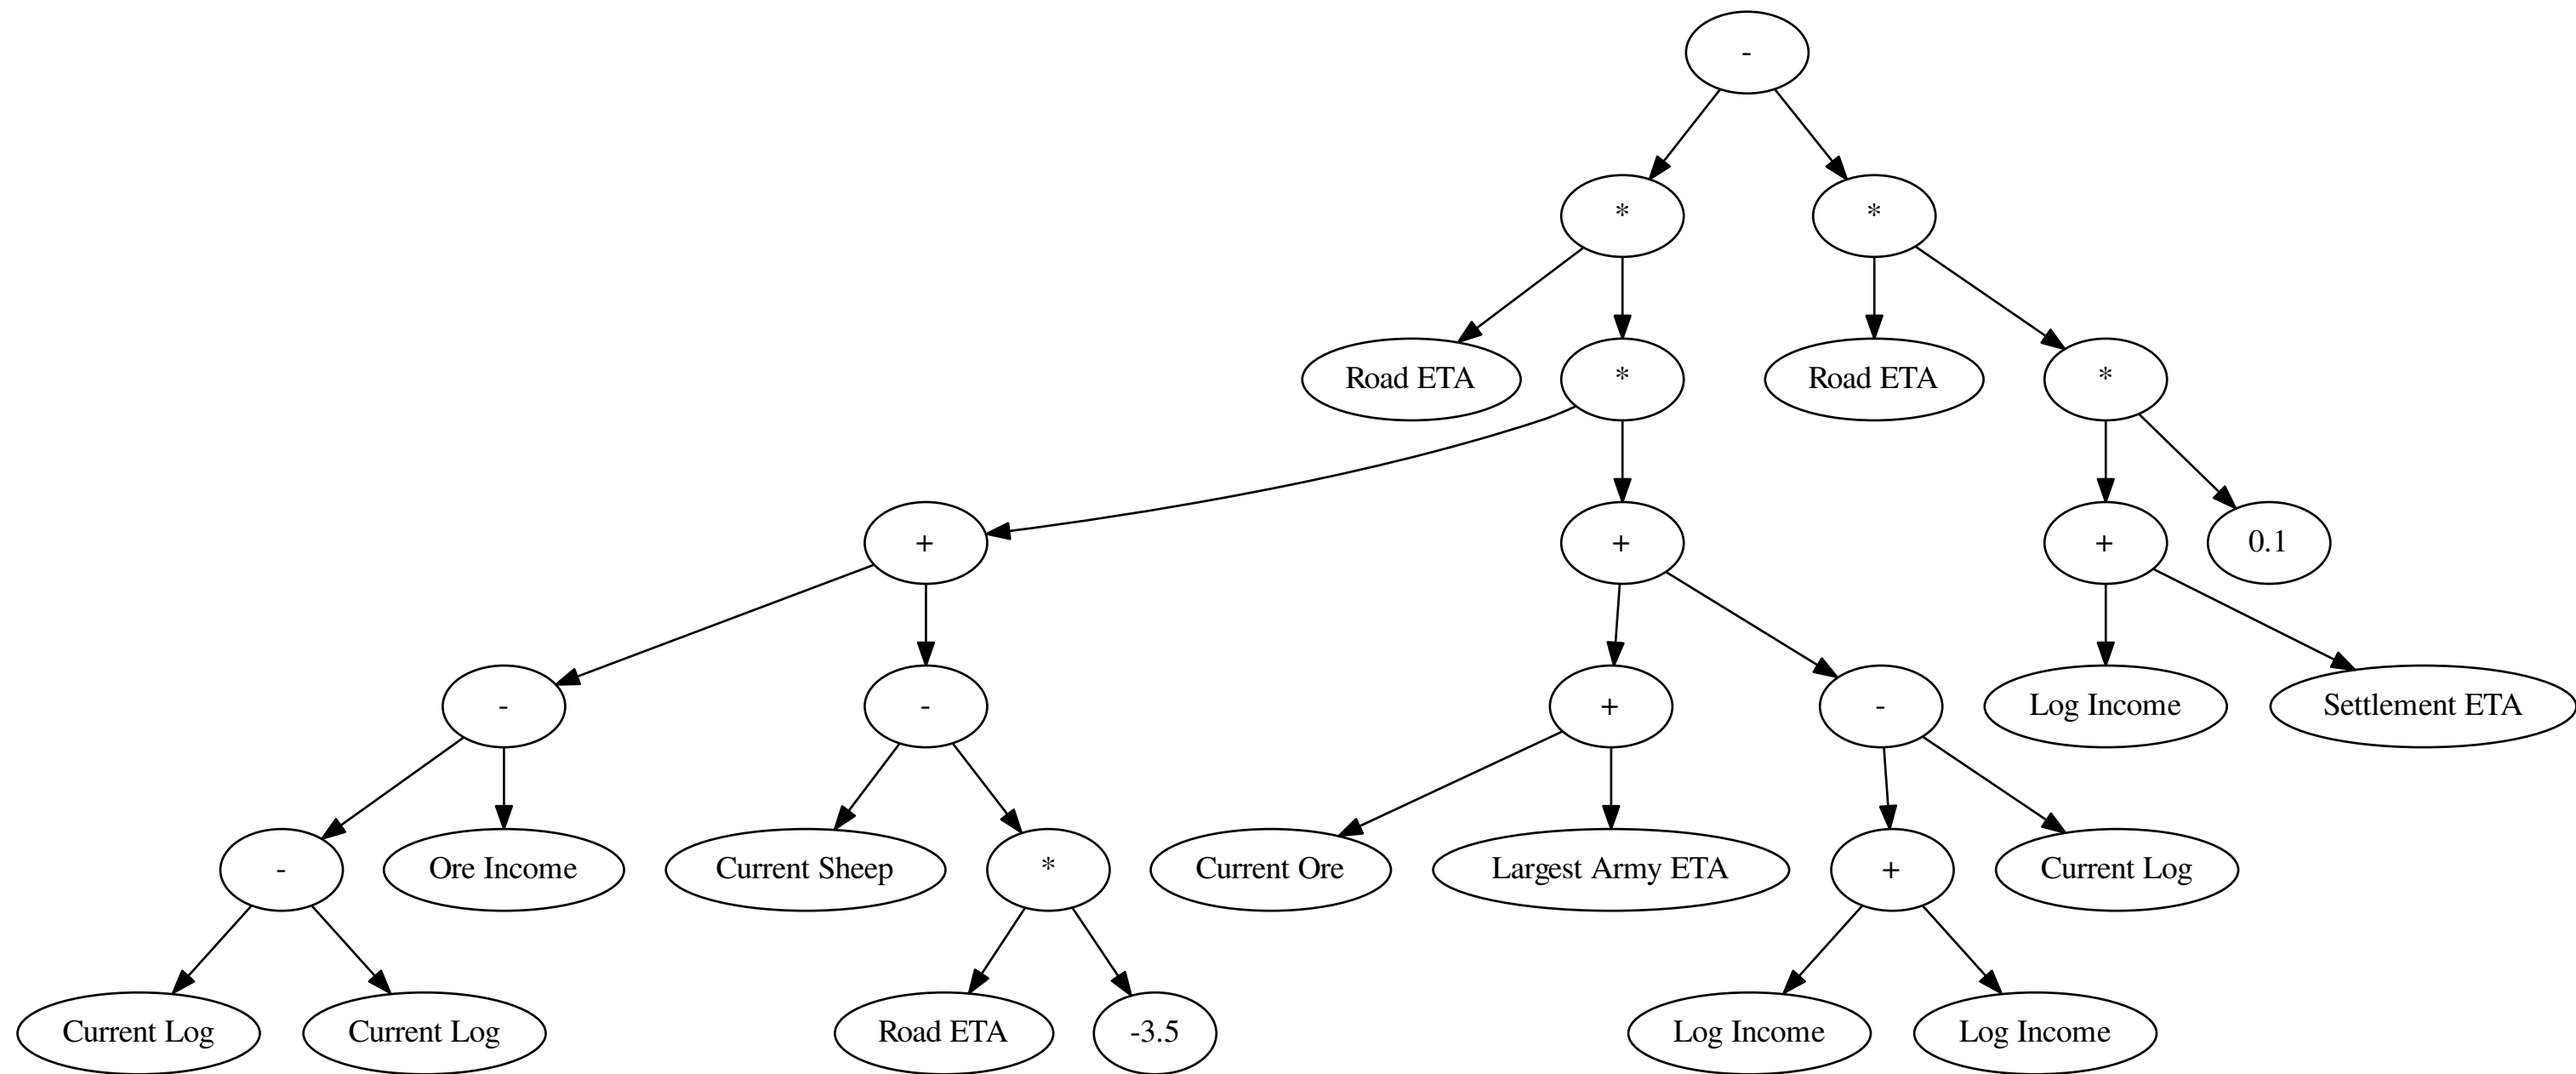 -
*
*
Road ETA
*
Road ETA
*
+
+
+
0.1
-
-
+
-
Log Income
Settlement ETA
-
Ore Income
Current Sheep
*
Current Ore
Largest Army ETA
+
Current Log
Current Log
Current Log
Road ETA
-3.5
Log Income
Log Income